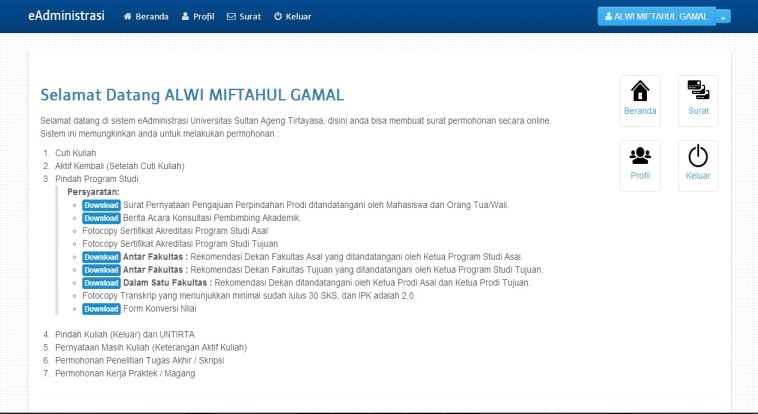 eAdministrasi Beranda Profil Surat Keluar ALWI MIFTAHUL GAMAL
Selamat Datang ALWI MIFTAHUL GAMAL
Selamat datang di sistem eAdministrasi Universitas Sultan Ageng Tirtayasa, disini anda bisa membuat surat permohonan secara online.
Sistem ini memungkinkan anda untuk melakukan permohonan :
1. Cuti Kuliah
2. Aktif Kembali (Setelah Cuti Kuliah)
3. Pindah Program Studi
Persyaratan:
Download Surat Pernyataan Pengajuan Perpindahan Prodi ditandatangani oleh Mahasiswa dan Orang Tua/Wali.
Download Berita Acara Konsultasi Pembimbing Akademik.
Fotocopy Sertifikat Akreditasi Program Studi Asal
Fotocopy Sertifikat Akreditasi Program Studi Tujuan
Download Antar Fakultas : Rekomendasi Dekan Fakultas Asal yang ditandatangani oleh Ketua Program Studi Asal.
Download Antar Fakultas : Rekomendasi Dekan Fakultas Tujuan yang ditandatangani oleh Ketua Program Studi Tujuan.
Download Dalam Satu Fakultas : Rekomendasi Dekan ditandatangani oleh Ketua Prodi Asal dan Ketua Prodi Tujuan.
Fotocopy Transkrip yang menunjukkan minimal sudah lulus 30 SKS, dan IPK adalah 2,0.
Download Form Konversi Nilai
4. Pindah Kuliah (Keluar) dari UNTIRTA
5. Pernyataan Masih Kuliah (Keterangan Aktif Kuliah)
6. Permohonan Penelitian Tugas Akhir / Skripsi
7. Permohonan Kerja Praktek / Magang
Beranda Surat
Profil Keluar